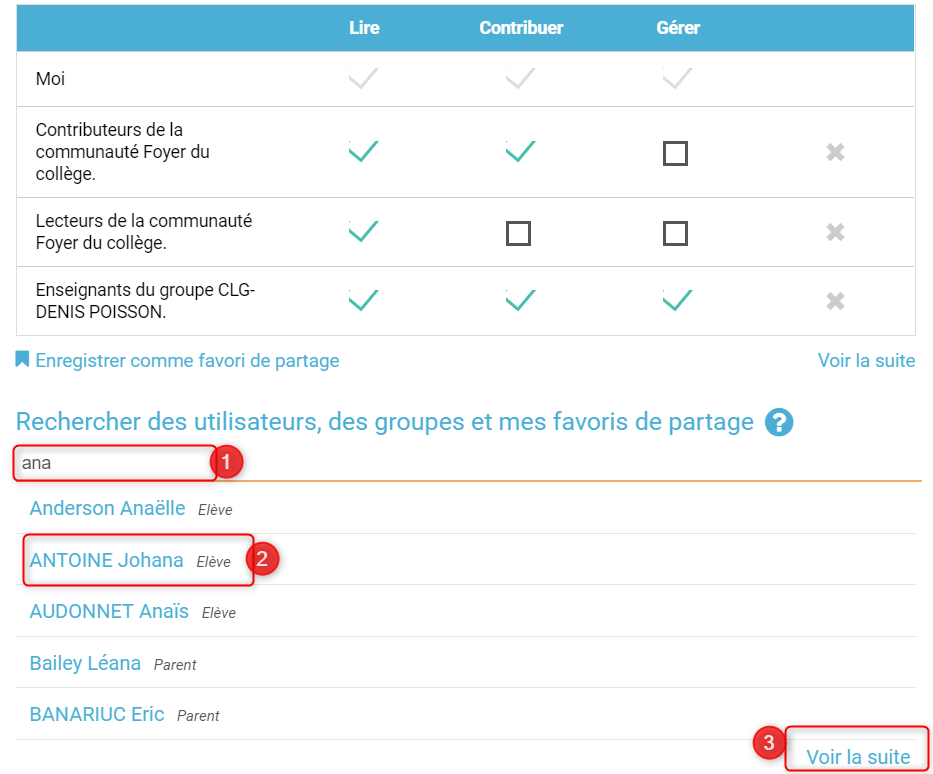 Lire Contribuer Gérer
Moi
Contributeurs de la
communauté Foyer du
collège.
Lecteurs de la communauté
Foyer du collège.
Enseignants du groupe CLG-
DENIS POISSON.
Enregistrer comme favori de partage Voir la suite
Rechercher des utilisateurs, des groupes et mes favoris de partage ?
ana 1
Anderson Anaëlle Elève
ANTOINE Johana Elève 2
AUDONNET Anaïs Elève
Bailey Léana Parent
BANARIUC Eric Parent
3 Voir la suite